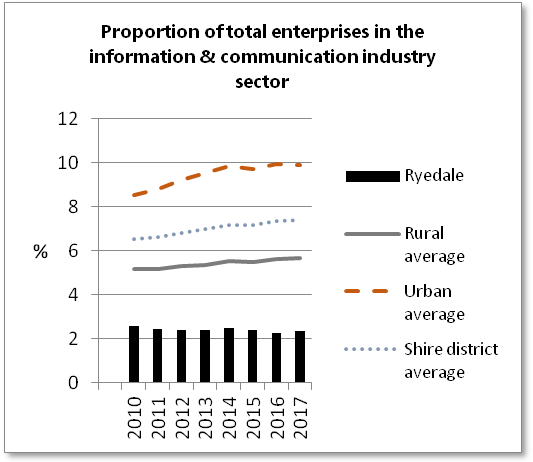 Proportion of total enterprises in the
information & communication industry
sector
12
10
8
6
4
2
0
%
2010
2011
2012
2013
2014
2015
2016
2017
Ryedale
Rural
average
Urban
average
Shire district
average